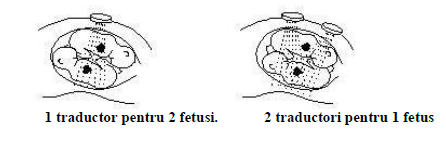 1 traductor pentru 2 fetusi.
2 traductori pentru 1 fetus